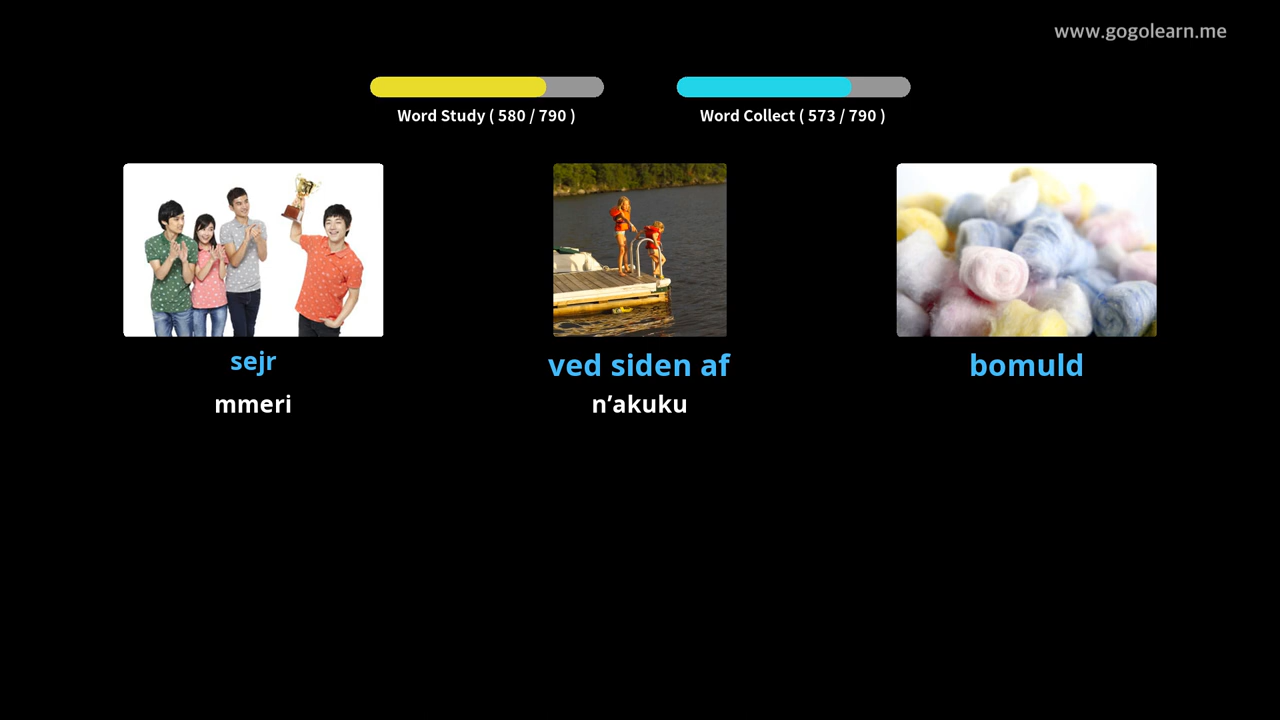 www.gogolearn.me
Word Study ( 580 / 790 )
Word Collect ( 573 / 790 )
sejr
ved siden af
bomuld
mmeri
n’akuku